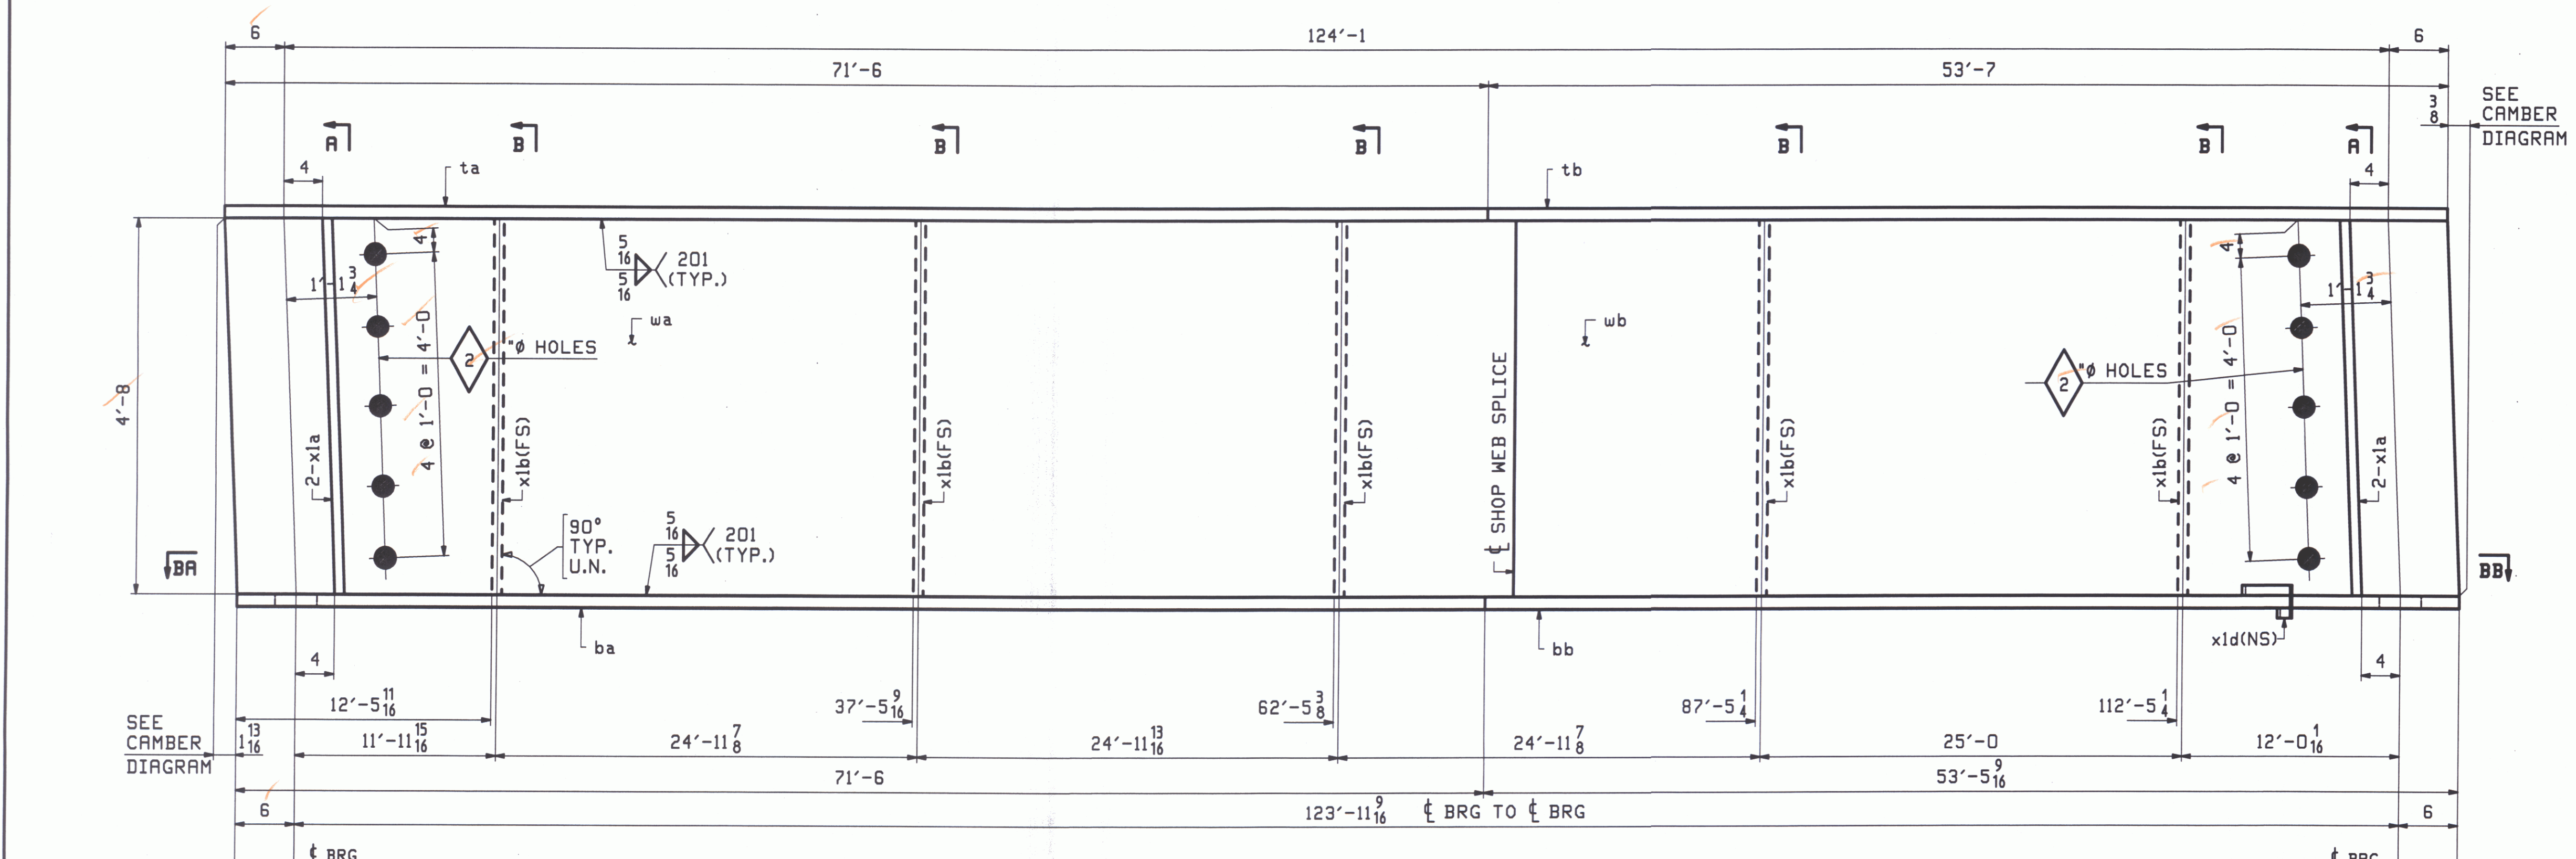 6
124'-1
6
71'-6
53'-7
3/8
SEE
CAMBER
DIAGRAM
A
B
B
B
B
B
A
4
ta
tb
4
4
5/16
5/16
201
(TYP.)
4
1'-1 3/4
1'-1 3/4
wa
wb
4 @ 1'-0 = 4'-0
2
"Ø HOLES
2
"Ø HOLES
4 @ 1'-0 = 4'-0
4'-8
2-x1a
x1b(FS)
x1b(FS)
x1b(FS)
℄ SHOP WEB SPLICE
x1b(FS)
x1b(FS)
2-x1a
90°
TYP.
U.N.
5/16
5/16
201
(TYP.)
BA
BB
ba
bb
x1d(NS)
4
4
12'-5 11/16
37'-5 9/16
62'-5 3/8
87'-5 1/4
112'-5 1/4
SEE
CAMBER
DIAGRAM
1 13/16
11'-11 15/16
24'-11 7/8
24'-11 13/16
24'-11 7/8
25'-0
12'-0 1/16
71'-6
53'-5 9/16
6
123'-11 9/16 ℄ BRG TO ℄ BRG
6
℄ BRG
℄ BRG